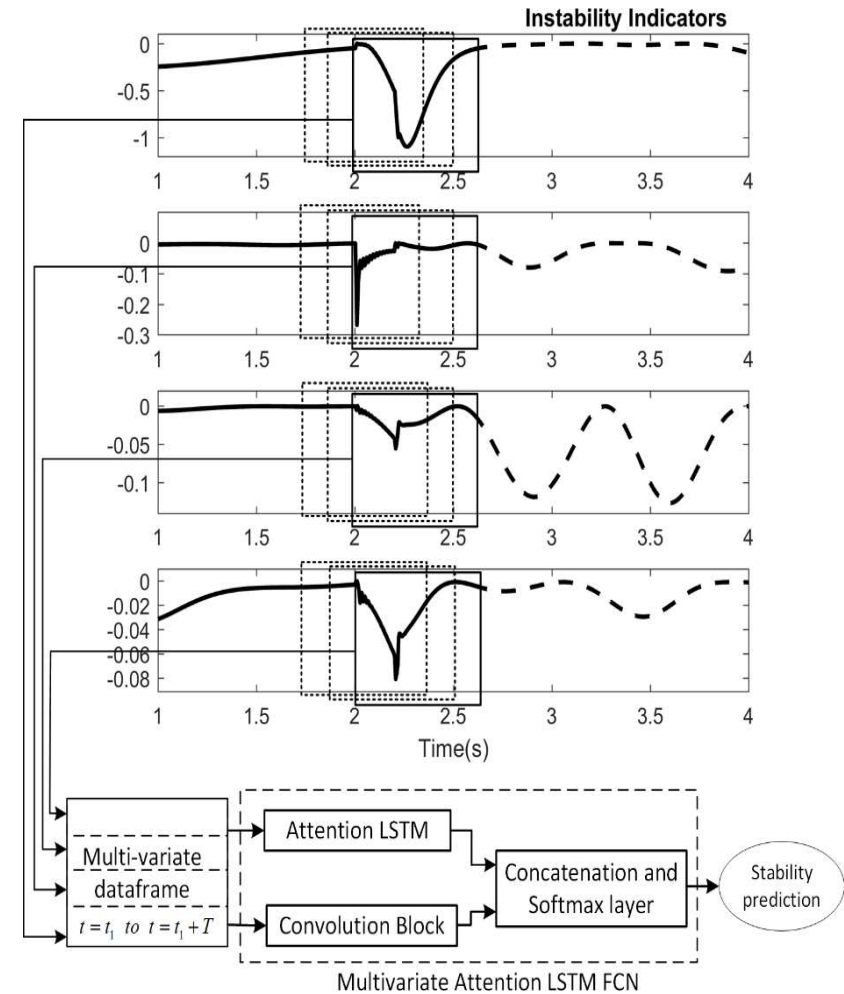 Instability Indicators
0
-0.5
-1
1 1.5 2 2.5 3 3.5 4
0
-0.1
-0.2
-0.3
1 1.5 2 2.5 3 3.5 4
0
-0.05
-0.1
1 1.5 2 2.5 3 3.5 4
0
-0.02
-0.04
-0.06
-0.08
1 1.5 2 2.5 3 3.5 4
Time(s)
Multi-variate
dataframe
t = t₁ to t = t₁ + T
Attention LSTM
Convolution Block
Concatenation and
Softmax layer
Stability
prediction
Multivariate Attention LSTM FCN